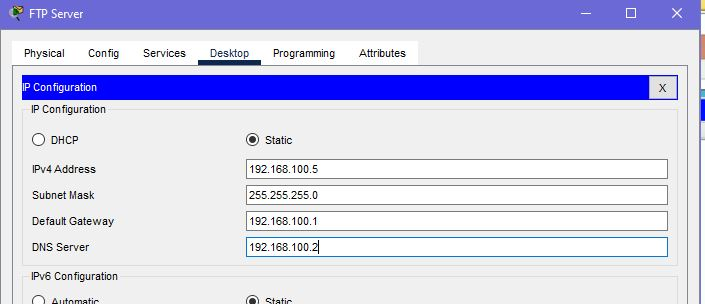 FTP Server
Physical Config Services Desktop Programming Attributes
IP Configuration X
IP Configuration
DHCP Static
IPv4 Address 192.168.100.5
Subnet Mask 255.255.255.0
Default Gateway 192.168.100.1
DNS Server 192.168.100.2
IPv6 Configuration
Automatic Static